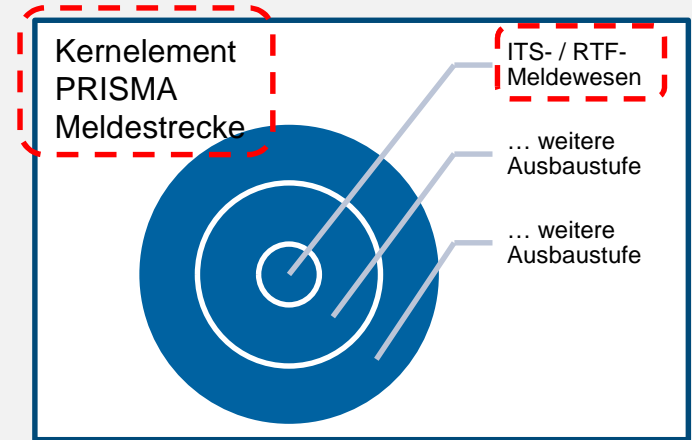 Kernelement
PRISMA
Meldestrecke
ITS- / RTF-
Meldewesen
… weitere
Ausbaustufe
… weitere
Ausbaustufe